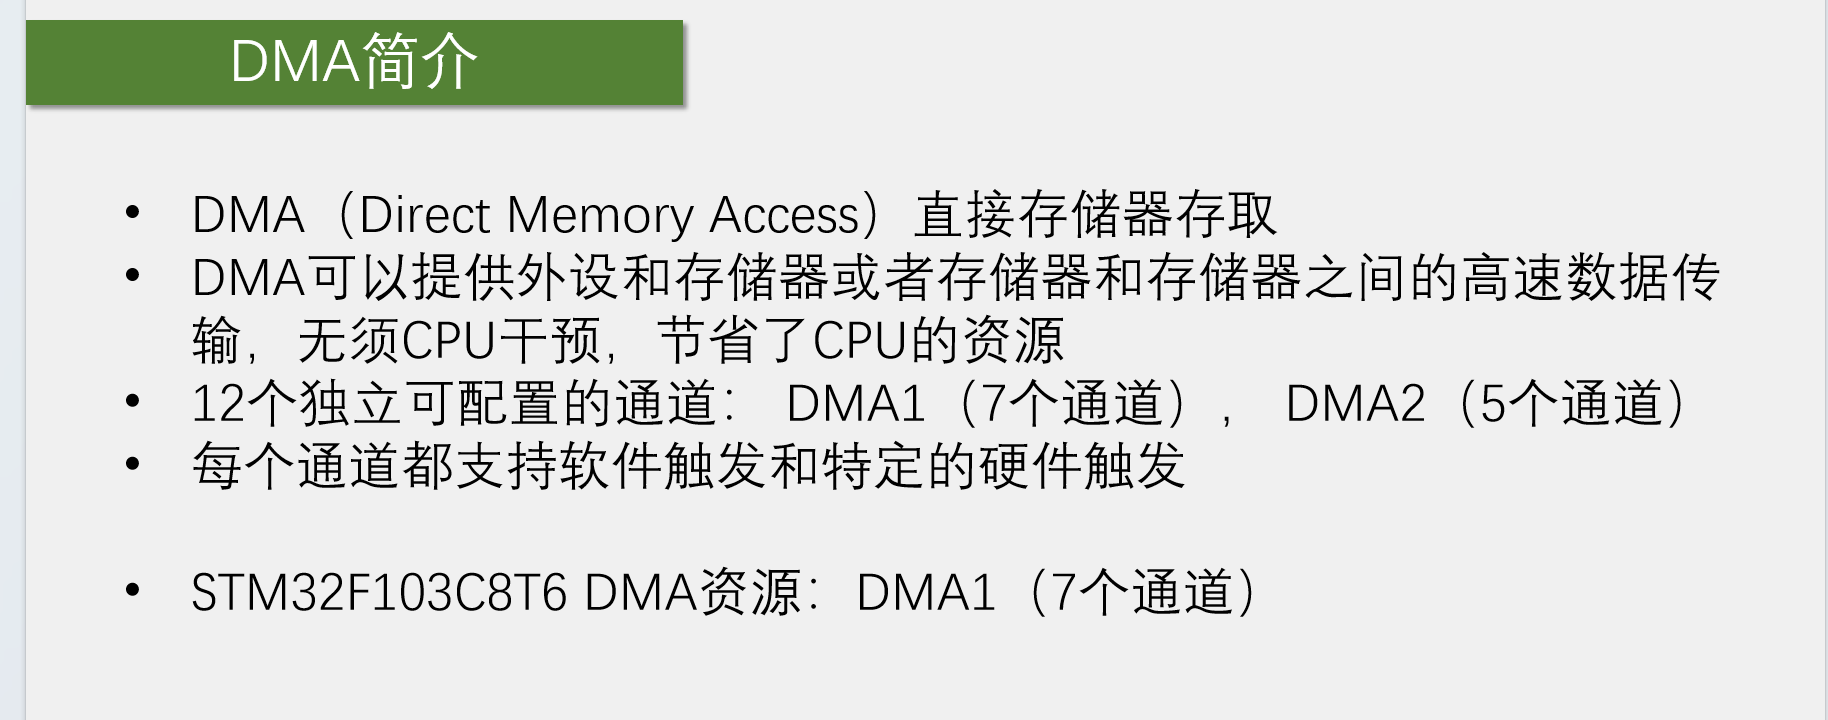 DMA简介
• DMA（Direct Memory Access）直接存储器存取
• DMA可以提供外设和存储器或者存储器和存储器之间的高速数据传
输，无须CPU干预，节省了CPU的资源
• 12个独立可配置的通道： DMA1（7个通道）， DMA2（5个通道）
• 每个通道都支持软件触发和特定的硬件触发
• STM32F103C8T6 DMA资源：DMA1（7个通道）